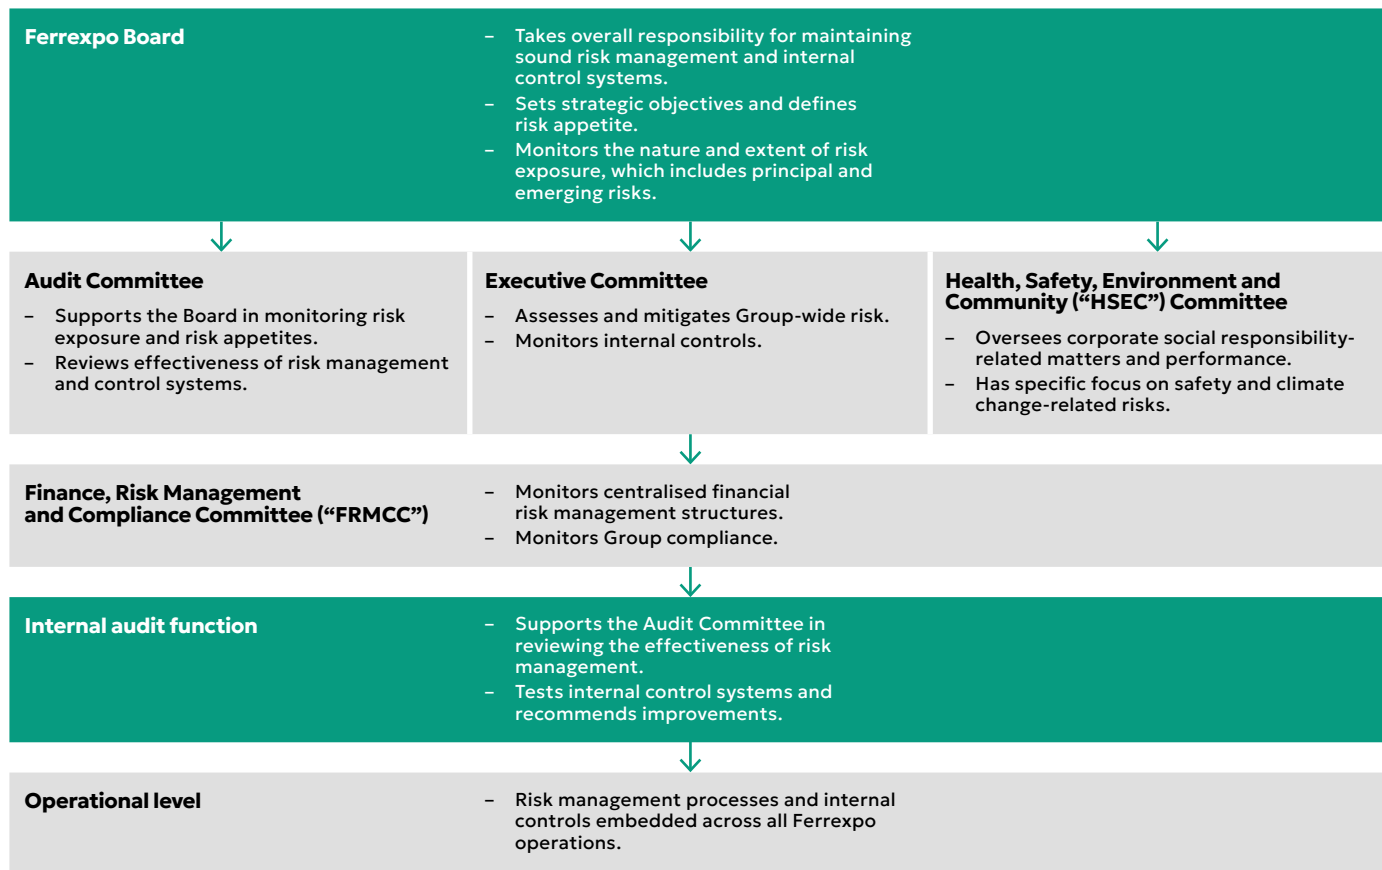 Ferrexpo Board
– Takes overall responsibility for maintaining
sound risk management and internal
control systems.
– Sets strategic objectives and defines
risk appetite.
– Monitors the nature and extent of risk
exposure, which includes principal and
emerging risks.
Audit Committee
– Supports the Board in monitoring risk
exposure and risk appetites.
– Reviews effectiveness of risk management
and control systems.
Executive Committee
– Assesses and mitigates Group-wide risk.
– Monitors internal controls.
Health, Safety, Environment and
Community (“HSEC”) Committee
– Oversees corporate social responsibility-
related matters and performance.
– Has specific focus on safety and climate
change-related risks.
Finance, Risk Management
and Compliance Committee (“FRMCC”)
– Monitors centralised financial
risk management structures.
– Monitors Group compliance.
Internal audit function
– Supports the Audit Committee in
reviewing the effectiveness of risk
management.
– Tests internal control systems and
recommends improvements.
Operational level
– Risk management processes and internal
controls embedded across all Ferrexpo
operations.